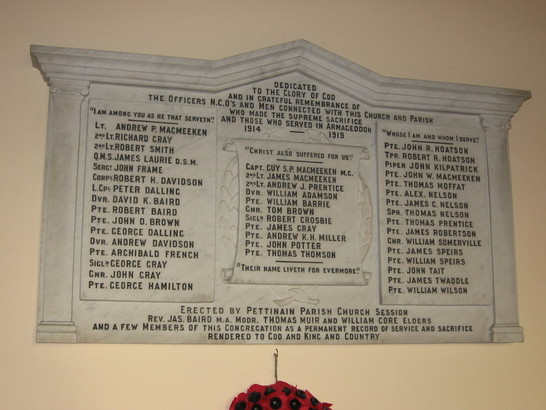 DEDICATED
TO THE GLORY OF GOD
AND IN GRATEFUL REMEMBRANCE OF
THE OFFICERS N.C.O'S AND MEN CONNECTED WITH THIS CHURCH AND PARISH
WHO MADE THE SUPREME SACRIFICE
AND THOSE WHO SERVED IN ARMAGEDDON
1914 1919
"I AM AMONG YOU AS HE THAT SERVETH"
LT. ANDREW P. MACMEEKEN
2ND LT. RICHARD GRAY
2ND LT. ROBERT SMITH
Q.M.S. JAMES LAURIE D.S.M.
SERGT JOHN FRAME
CORPL ROBERT H. DAVIDSON
L.CPL PETER DALLING
DVR. DAVID K. BAIRD
PTE. ROBERT BAIRD
PTE. JOHN D. BROWN
PTE. GEORGE DALLING
DVR. ANDREW DAVIDSON
PTE. ARCHIBALD FRENCH
SIGLR GEORGE GRAY
GNR. JOHN GRAY
PTE. GEORGE HAMILTON
"CHRIST ALSO SUFFERED FOR US"
CAPT. GUY S.P. MACMEEKEN M.C.
2ND LT. JAMES MACMEEKEN
2ND LT. ANDREW J. PRENTICE
DVR. WILLIAM ADAMSON
PTE. WILLIAM BARRIE
GNR. TOM BROWN
SIGLR ROBERT CROSBIE
PTE. JAMES GRAY
PTE. ANDREW K.H. MILLER
PTE. JOHN POTTER
PTE. THOMAS THOMSON
"THEIR NAME LIVETH FOR EVERMORE"
"WHOSE I AM AND WHOM I SERVE"
PTE. JOHN R. HOATSON
TPR. ROBERT R. HOATSON
PIPER JOHN KILPATRICK
PTE. JOHN W. MACMEEKEN
PTE. THOMAS MOFFAT
PTE. ALEX. NELSON
PTE. JAMES C. NELSON
SPR. THOMAS NELSON
PTE. THOMAS PRENTICE
PTE. JAMES ROBERTSON
GNR. WILLIAM SOMERVILLE
PTE. JAMES SPEIRS
PTE. WILLIAM SPEIRS
PTE. JOHN TAIT
PTE. JAMES TWADDLE
PTE. WILLIAM WILSON
ERECTED BY PETTINAIN PARISH CHURCH SESSION
REV. JAS. BAIRD M.A. MODR. THOMAS MUIR AND WILLIAM CORE ELDERS
AND A FEW MEMBERS OF THIS CONGREGATION AS A PERMANENT RECORD OF SERVICE AND SACRIFICE
RENDERED TO GOD AND KING AND COUNTRY